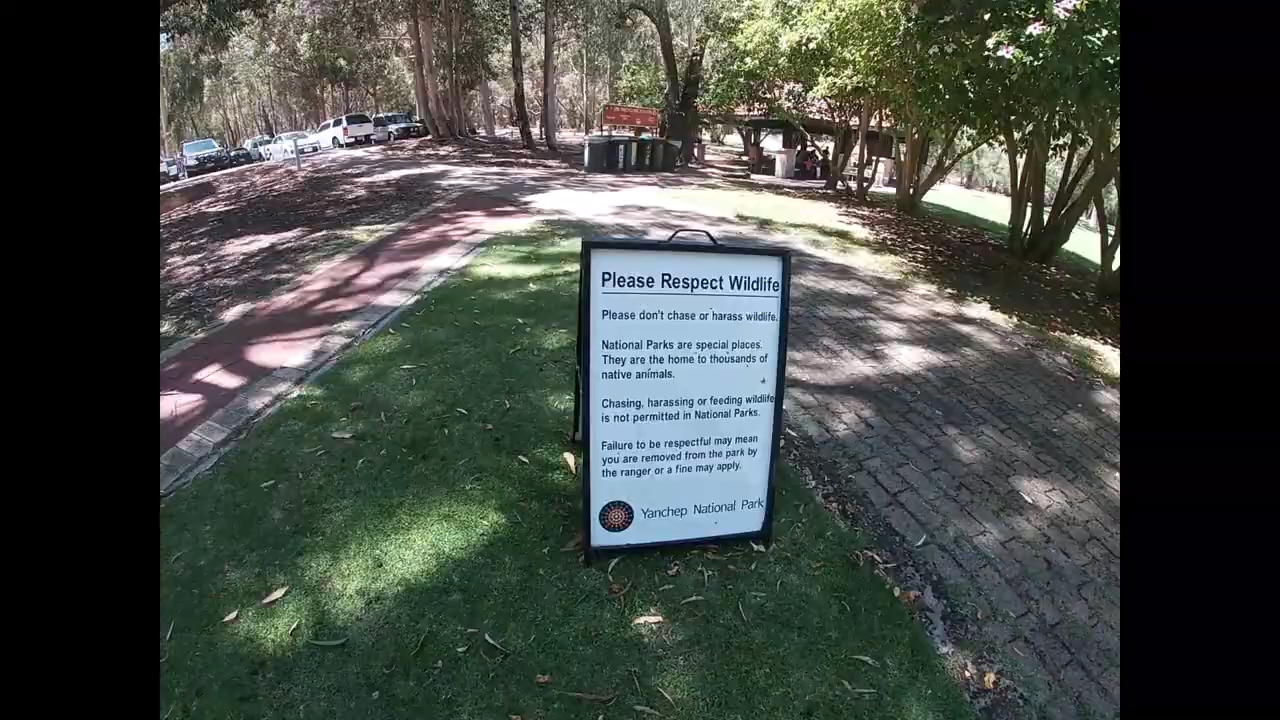 Please Respect Wildlife
Please don't chase or harass wildlife.
National Parks are special places.
They are the home to thousands of
native animals.
Chasing, harassing or feeding wildlife
is not permitted in National Parks.
Failure to be respectful may mean
you are removed from the park by
the ranger or a fine may apply.
Yanchep National Park